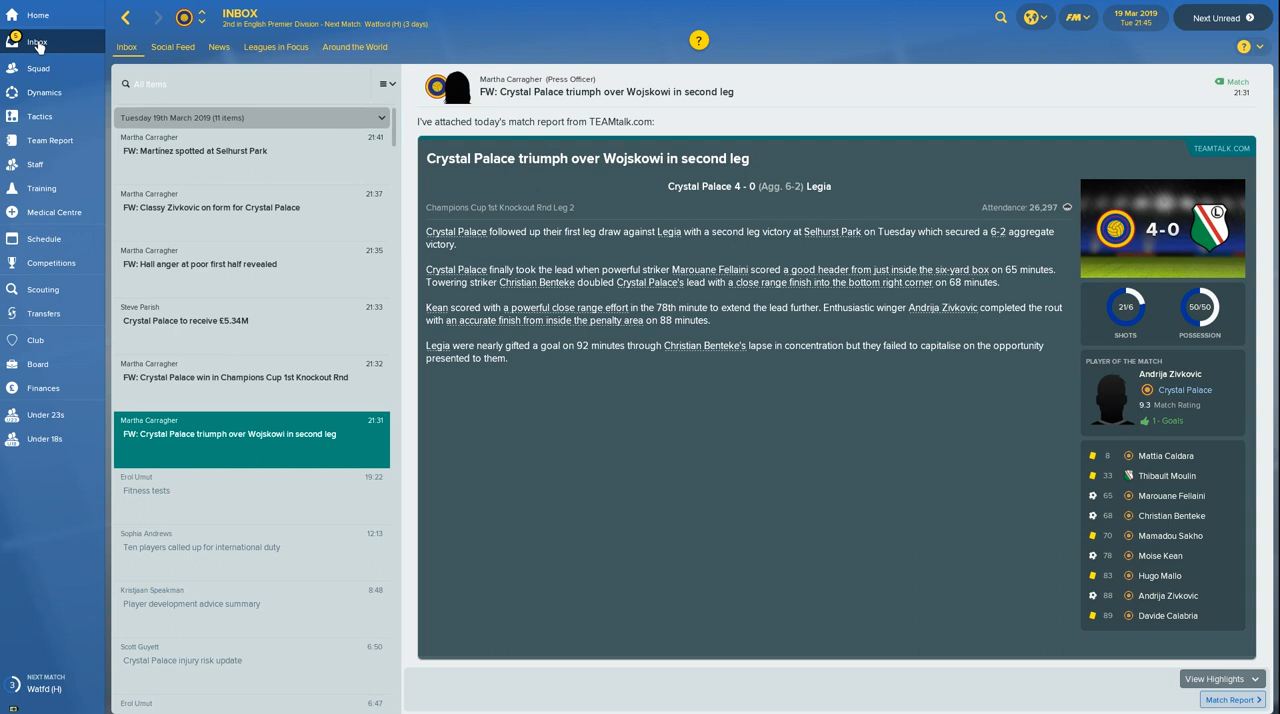 Home
5
Inbox
Squad
Dynamics
Tactics
Team Report
Staff
Training
Medical Centre
Schedule
Competitions
Scouting
Transfers
Club
Board
Finances
Under 23s
Under 18s
3
NEXT MATCH
Watfd (H)
INBOX
2nd in English Premier Division - Next Match: Watford (H) (3 days)
FM
19 Mar 2019
Tue 21:45
Next Unread
Inbox
Social Feed
News
Leagues in Focus
Around the World
?
?
All Items
Tuesday 19th March 2019 (11 items)
Martha Carragher 21:41
FW: Martínez spotted at Selhurst Park
Martha Carragher 21:37
FW: Classy Zivkovic on form for Crystal Palace
Martha Carragher 21:35
FW: Hall anger at poor first half revealed
Steve Parish 21:33
Crystal Palace to receive £5.34M
Martha Carragher 21:32
FW: Crystal Palace win in Champions Cup 1st Knockout Rnd
Martha Carragher 21:31
FW: Crystal Palace triumph over Wojskowi in second leg
Erol Umut 19:22
Fitness tests
Sophia Andrews 12:13
Ten players called up for international duty
Kristjaan Speakman 8:48
Player development advice summary
Scott Guyett 6:50
Crystal Palace injury risk update
Erol Umut 6:47
Martha Carragher (Press Officer)
FW: Crystal Palace triumph over Wojskowi in second leg
Match
21:31
I've attached today's match report from TEAMtalk.com:
TEAMTALK.COM
Crystal Palace triumph over Wojskowi in second leg
Crystal Palace 4 - 0 (Agg. 6-2) Legia
Champions Cup 1st Knockout Rnd Leg 2
Attendance: 26,297
Crystal Palace followed up their first leg draw against Legia with a second leg victory at Selhurst Park on Tuesday which secured a 6-2 aggregate
victory.
Crystal Palace finally took the lead when powerful striker Marouane Fellaini scored a good header from just inside the six-yard box on 65 minutes.
Towering striker Christian Benteke doubled Crystal Palace's lead with a close range finish into the bottom right corner on 68 minutes.
Kean scored with a powerful close range effort in the 78th minute to extend the lead further. Enthusiastic winger Andrija Zivkovic completed the rout
with an accurate finish from inside the penalty area on 88 minutes.
Legia were nearly gifted a goal on 92 minutes through Christian Benteke's lapse in concentration but they failed to capitalise on the opportunity
presented to them.
4-0
L
21/6
SHOTS
50/50
POSSESSION
PLAYER OF THE MATCH
Andrija Zivkovic
Crystal Palace
9.3 Match Rating
1 - Goals
8 Mattia Caldara
33 Thibault Moulin
65 Marouane Fellaini
68 Christian Benteke
70 Mamadou Sakho
78 Moise Kean
83 Hugo Mallo
88 Andrija Zivkovic
89 Davide Calabria
View Highlights
Match Report